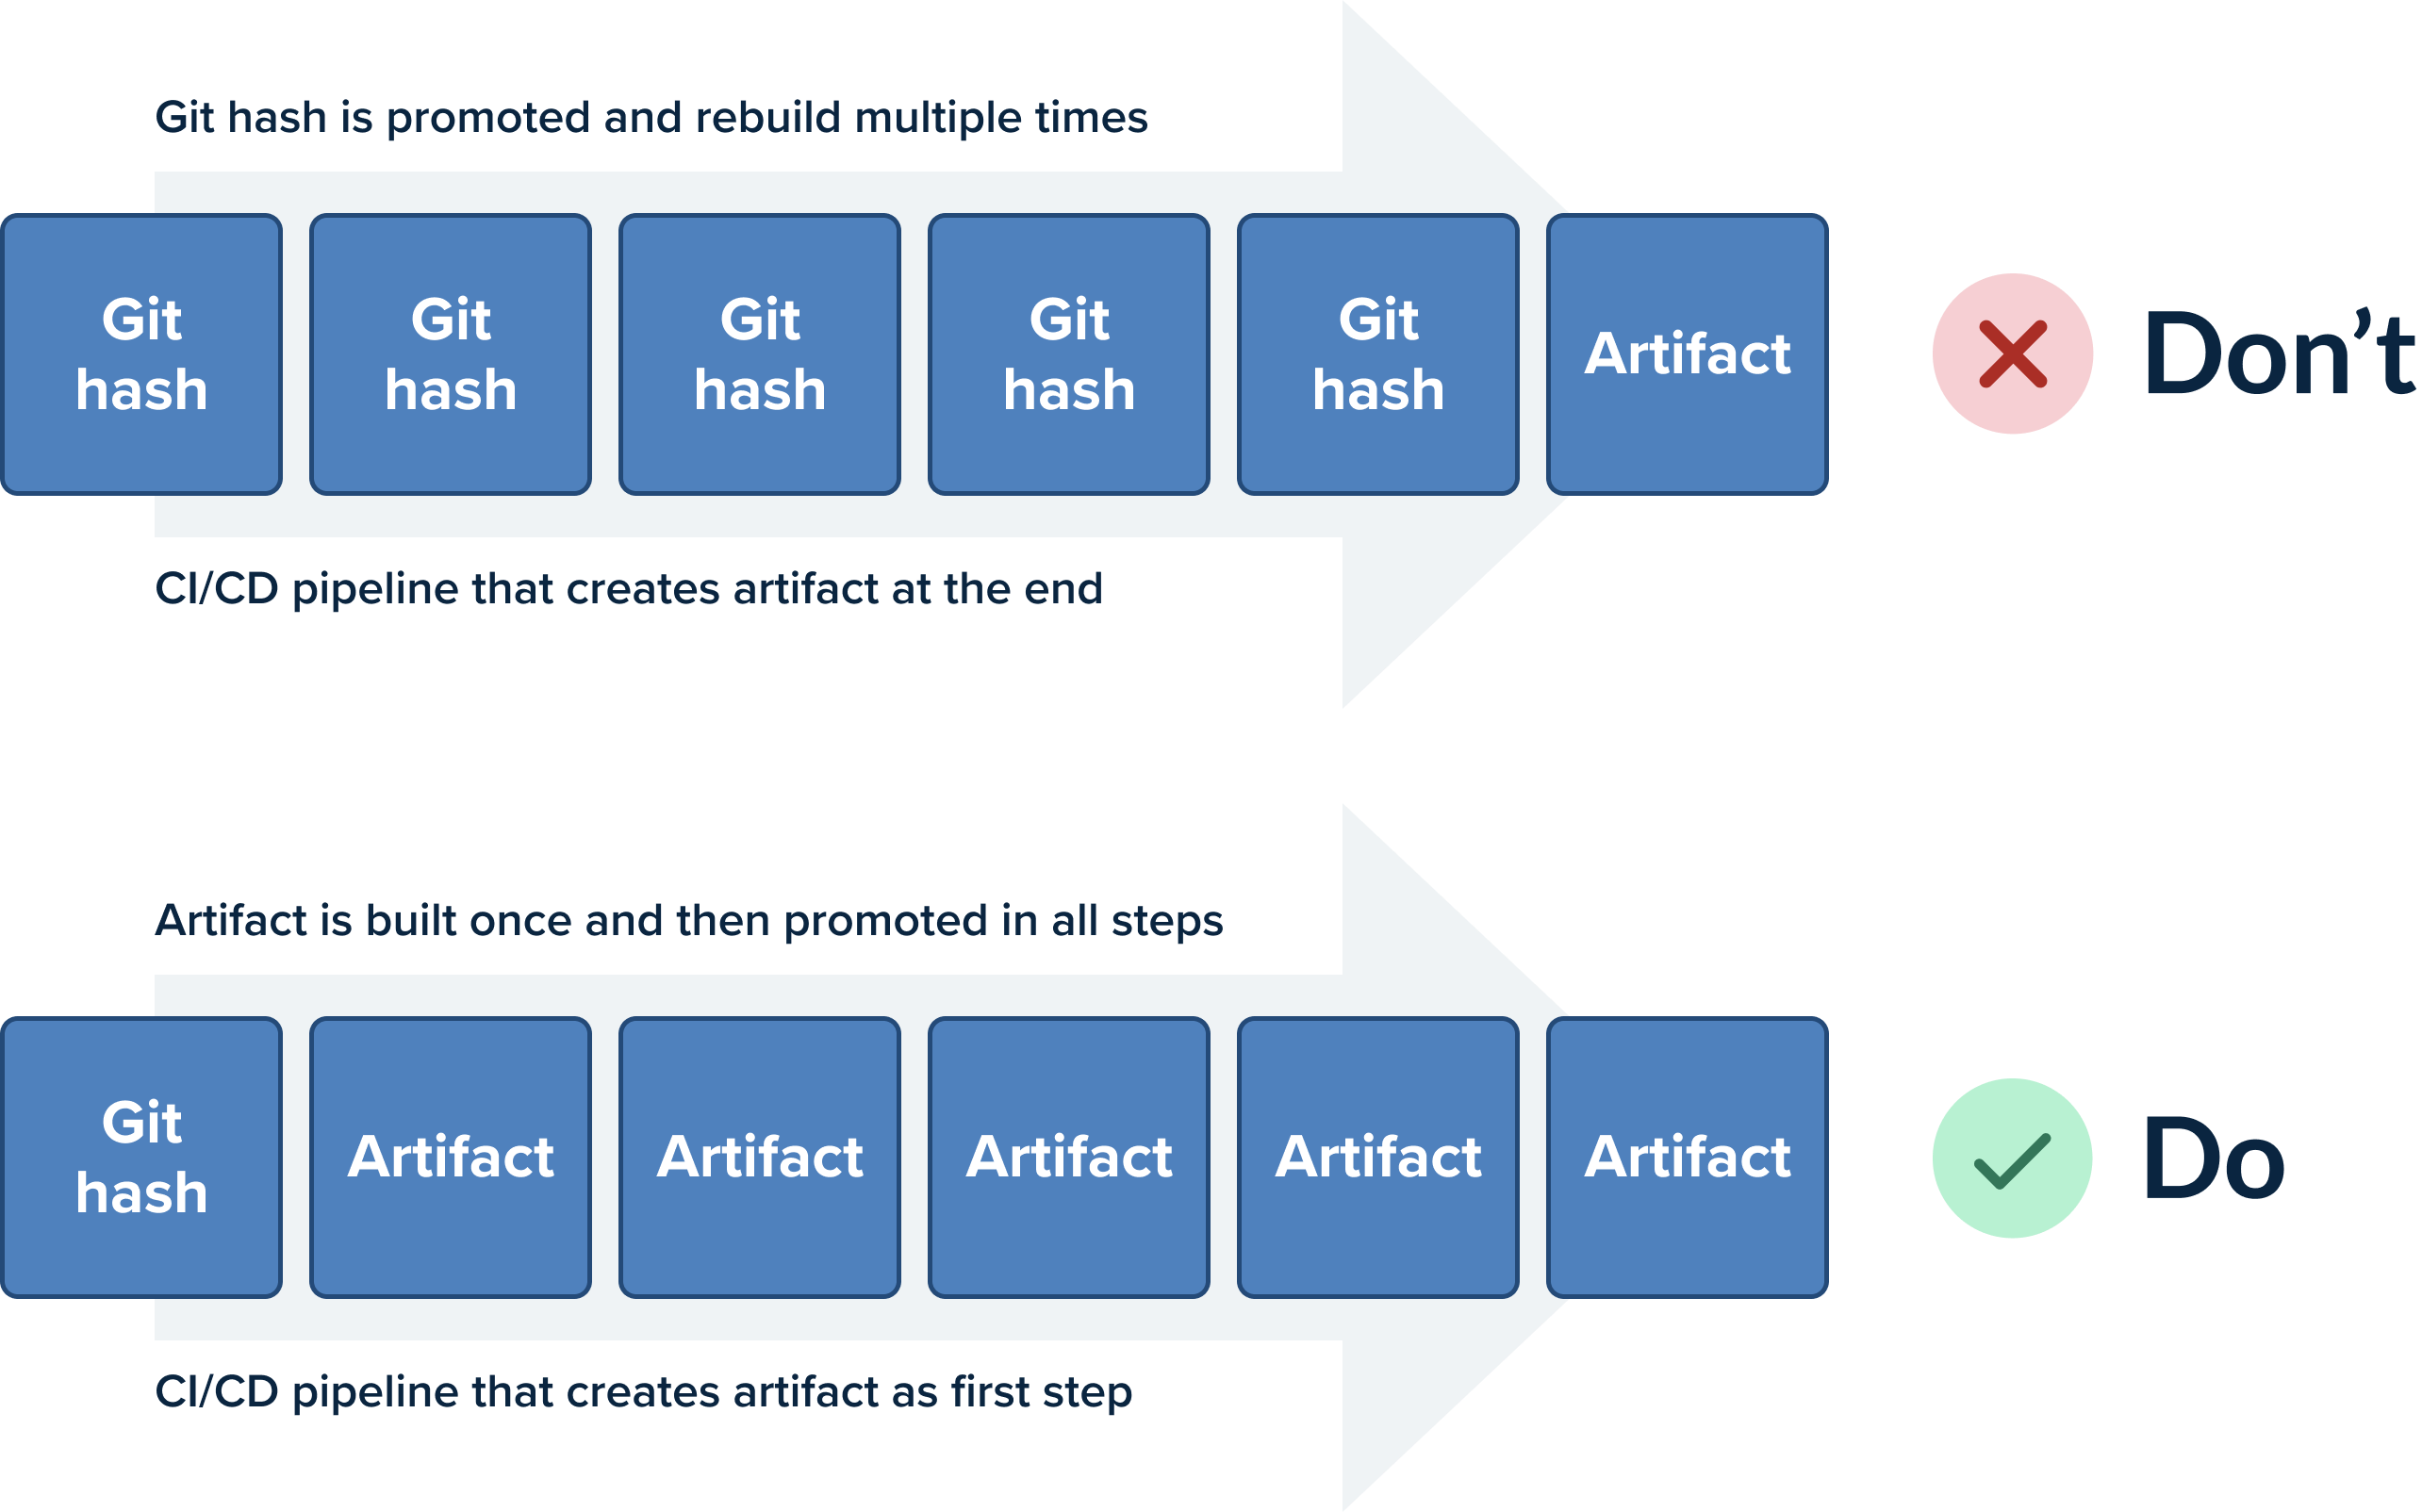 Git hash is promoted and rebuild multiple times
Git
hash
Git
hash
Git
hash
Git
hash
Git
hash
Artifact
Don’t
CI/CD pipeline that creates artifact at the end
Artifact is built once and then promoted in all steps
Git
hash
Artifact
Artifact
Artifact
Artifact
Artifact
Do
CI/CD pipeline that creates artifact as first step